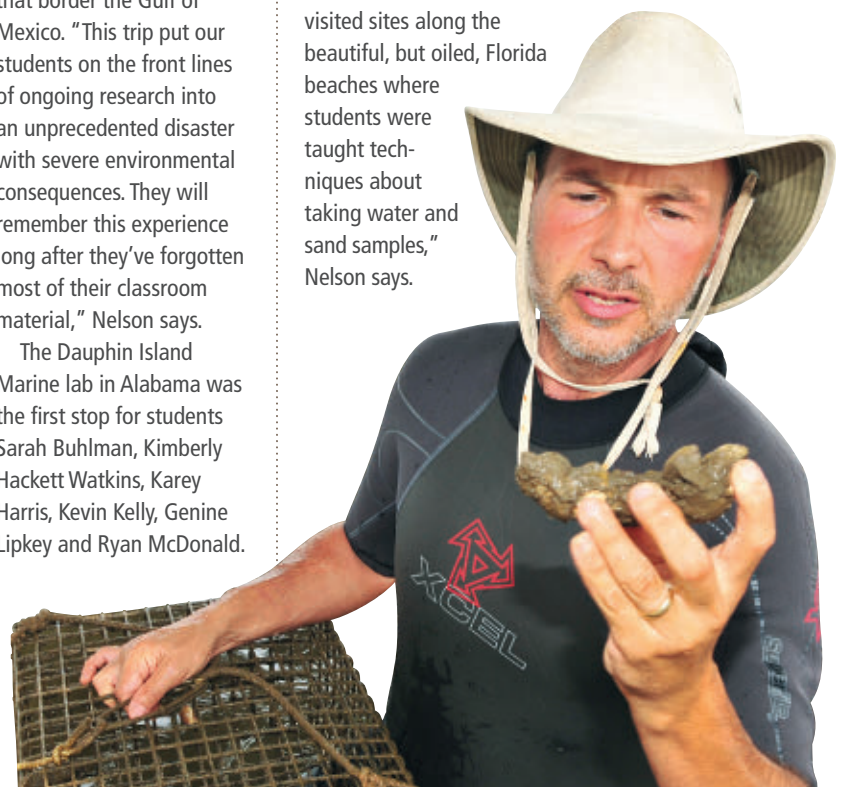 that border the Gulf of
Mexico. “This trip put our
students on the front lines
of ongoing research into
an unprecedented disaster
with severe environmental
consequences. They will
remember this experience
long after they’ve forgotten
most of their classroom
material,” Nelson says.
The Dauphin Island
Marine lab in Alabama was
the first stop for students
Sarah Buhlman, Kimberly
Hackett Watkins, Karey
Harris, Kevin Kelly, Genine
Lipkey and Ryan McDonald.
visited sites along the
beautiful, but oiled, Florida
beaches where
students were
taught tech-
niques about
taking water and
sand samples,”
Nelson says.
XCEL